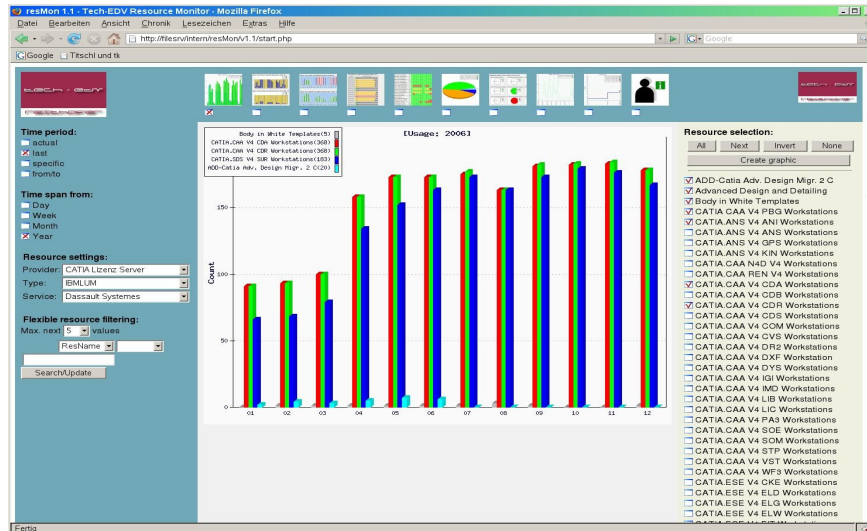 resMon 1.1 - Tech-EDV Resource Monitor - Mozilla Firefox
Datei Bearbeiten Ansicht Chronik Lesezeichen Extras Hilfe
http://filesrv/intern/resMon/v1.1/start.php
Google
Google Titschl und tk
Time period:
actual
last
specific
from/to
Time span from:
Day
Week
Month
Year
Resource settings:
Provider: CATIA Lizenz Server
Type: IBMLUM
Service: Dassault Systemes
Flexible resource filtering:
Max. next 5 values
ResName
Search/Update
[Usage: 2006]
Body in White Templates(5)
CATIA.CAA V4 CDA Workstations(368)
CATIA.CAA V4 CDR Workstations(368)
CATIA.SDS V4 SUR Workstations(183)
ADD-Catia Adv. Design Migr. 2 C(20)
Count
150
100
50
0
01 02 03 04 05 06 07 08 09 10 11 12
Resource selection:
All Next Invert None
Create graphic
ADD-Catia Adv. Design Migr. 2 C
Advanced Design and Detailing
Body in White Templates
CATIA CAA V4 PBG Workstations
CATIA.ANS V4 ANI Workstations
CATIA.ANS V4 ANS Workstations
CATIA.ANS V4 GPS Workstations
CATIA.ANS V4 KIN Workstations
CATIA.CAA N4D V4 Workstations
CATIA.CAA REN V4 Workstations
CATIA.CAA V4 CDA Workstations
CATIA.CAA V4 CDB Workstations
CATIA.CAA V4 CDR Workstations
CATIA.CAA V4 CDS Workstations
CATIA.CAA V4 COM Workstations
CATIA.CAA V4 CVS Workstations
CATIA.CAA V4 DR2 Workstations
CATIA.CAA V4 DXF Workstation
CATIA.CAA V4 DYS Workstations
CATIA.CAA V4 IGI Workstations
CATIA.CAA V4 IMD Workstations
CATIA.CAA V4 LIB Workstations
CATIA.CAA V4 LIC Workstations
CATIA.CAA V4 PA3 Workstations
CATIA.CAA V4 SOE Workstations
CATIA.CAA V4 SOM Workstations
CATIA.CAA V4 STP Workstations
CATIA.CAA V4 VST Workstations
CATIA.CAA V4 WF3 Workstations
CATIA.ESE V4 CKE Workstations
CATIA.ESE V4 ELD Workstations
CATIA.ESE V4 ELG Workstations
CATIA.ESE V4 ELW Workstations
Fertig